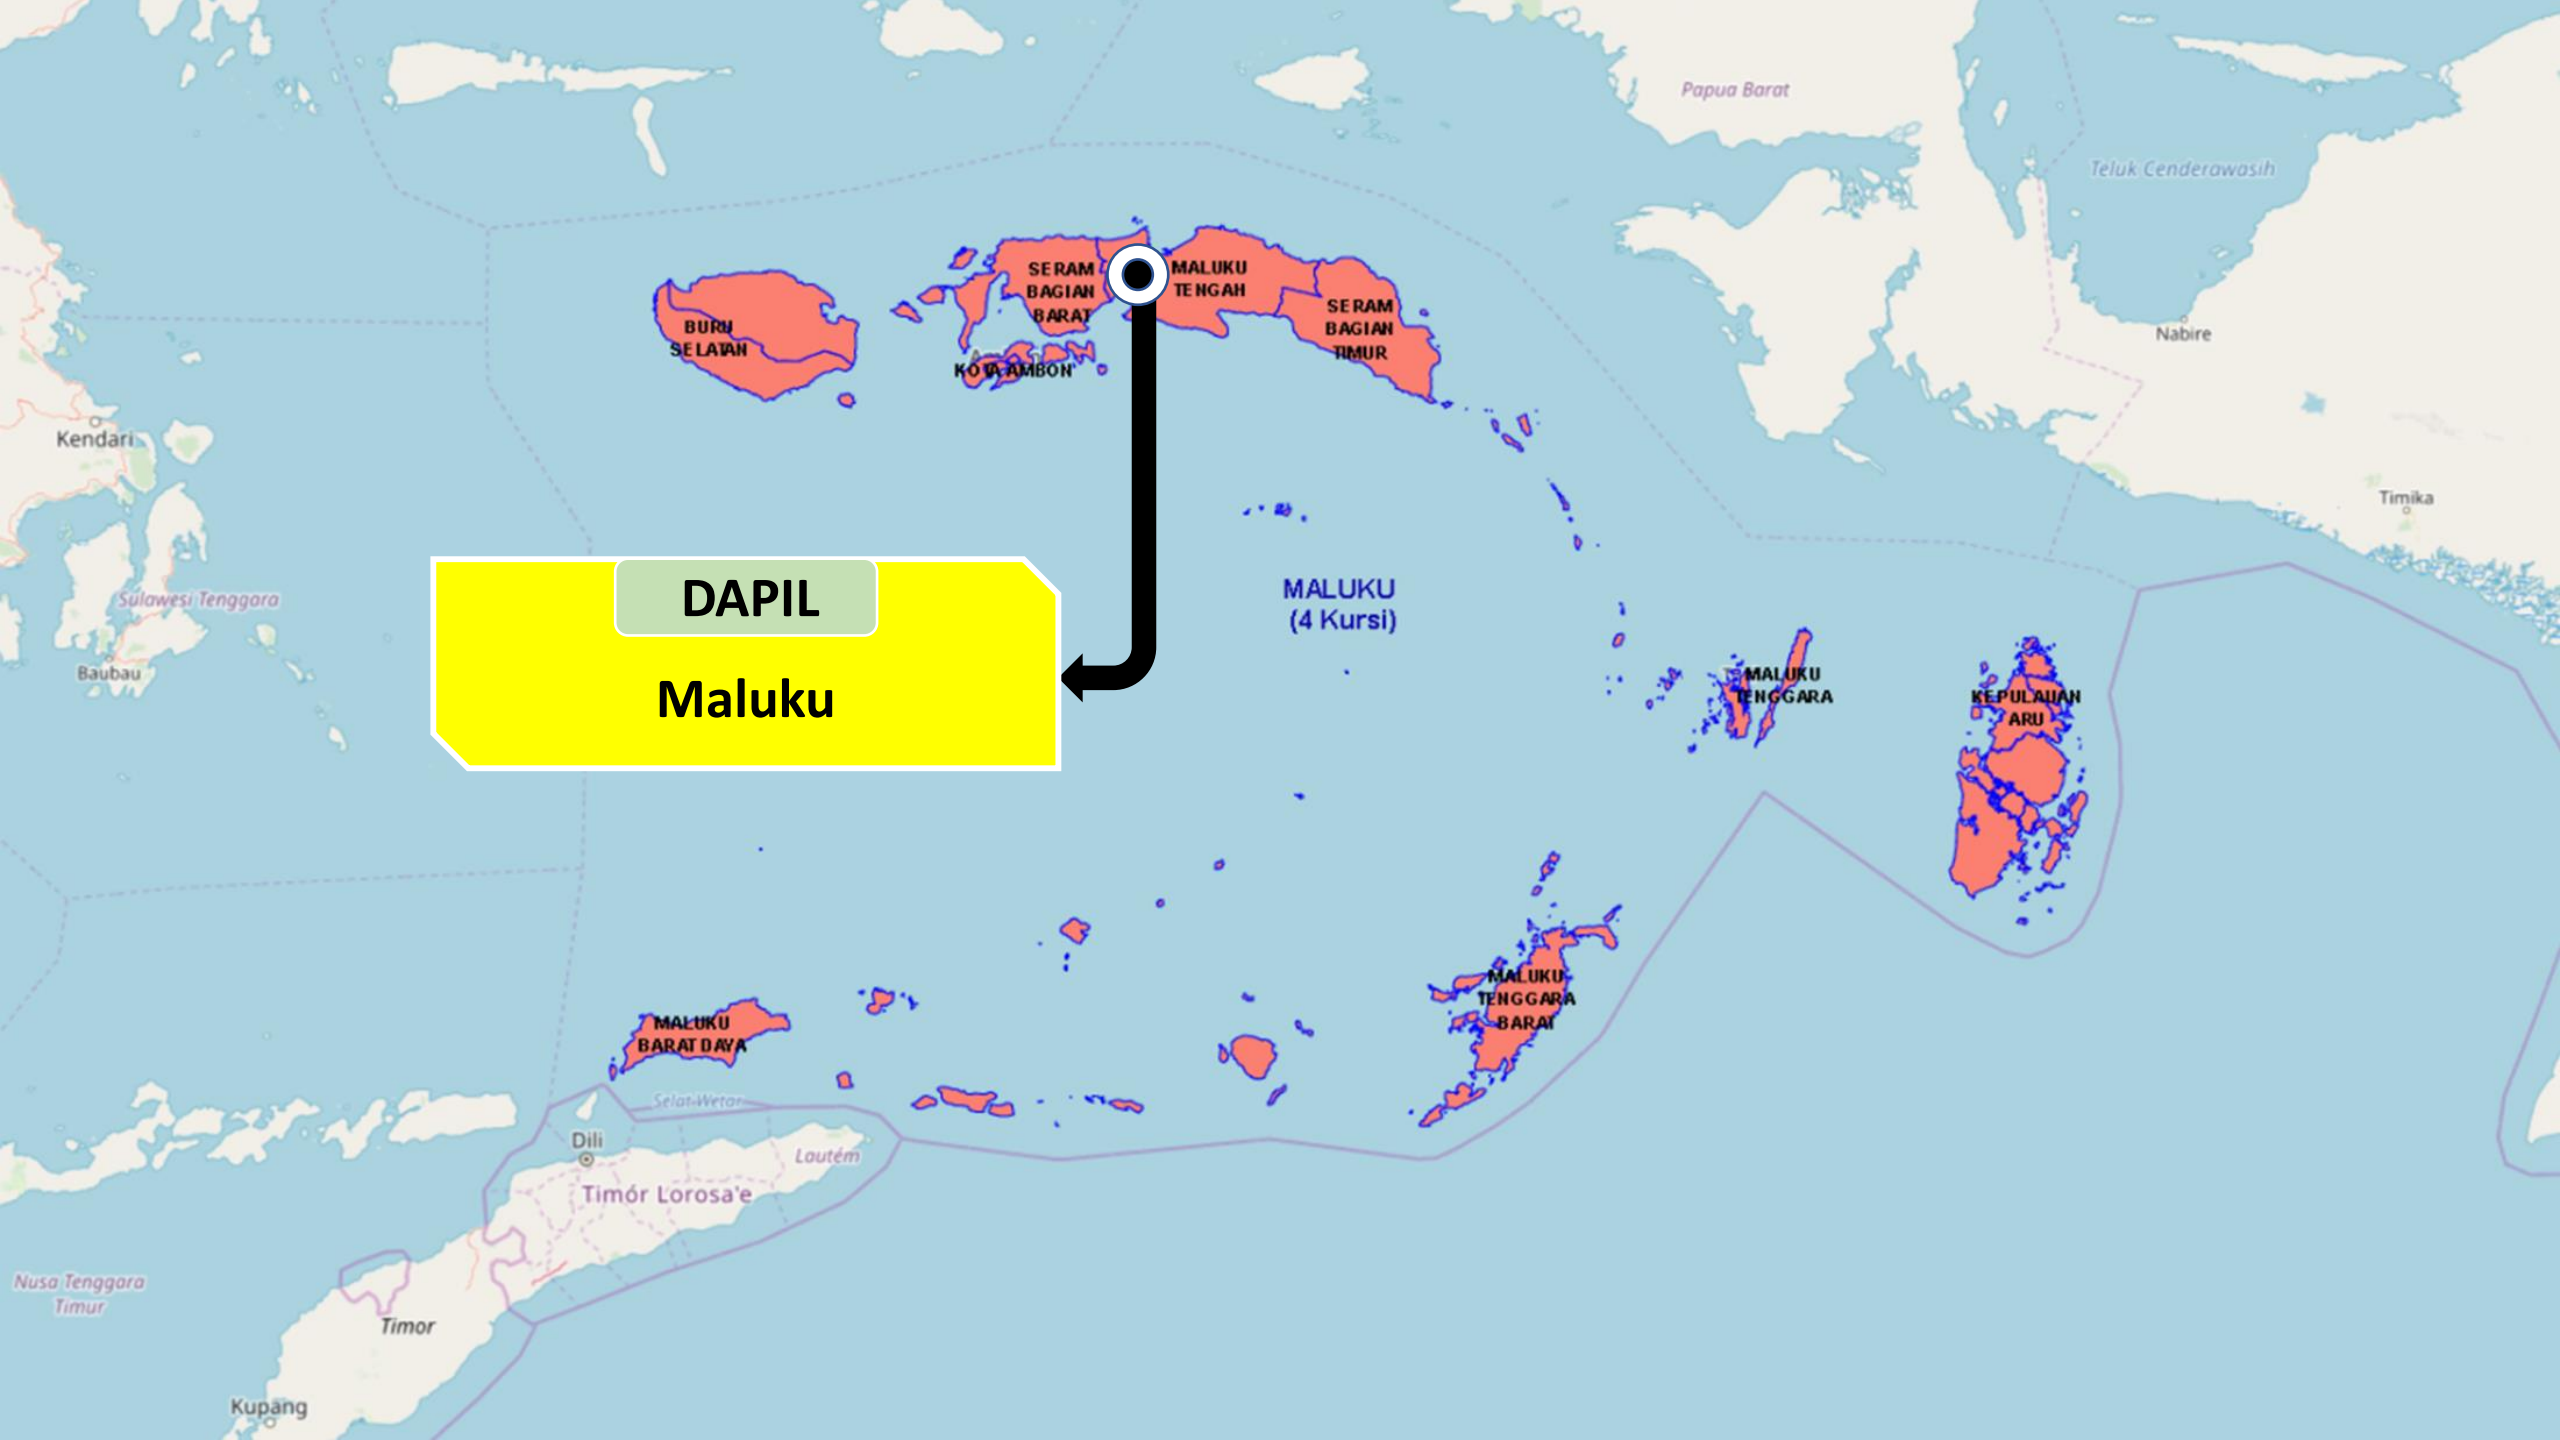 Papua Barat
Teluk Cenderawasih
SERAM
BAGIAN
BARAT
MALUKU
TENGAH
SERAM
BAGIAN
TIMUR
BURU
SELATAN
KOTA AMBON
Nabire
Kendari
Timika
MALUKU
(4 Kursi)
DAPIL
Maluku
Sulawesi Tenggara
Baubau
MALUKU
TENGGARA
KEPULAUAN
ARU
MALUKU
TENGGARA
BARAT
MALUKU
BARAT DAYA
Selat Wetar
Dili
Lautém
Timór Lorosa'e
Nusa Tenggara
Timur
Timor
Kupang